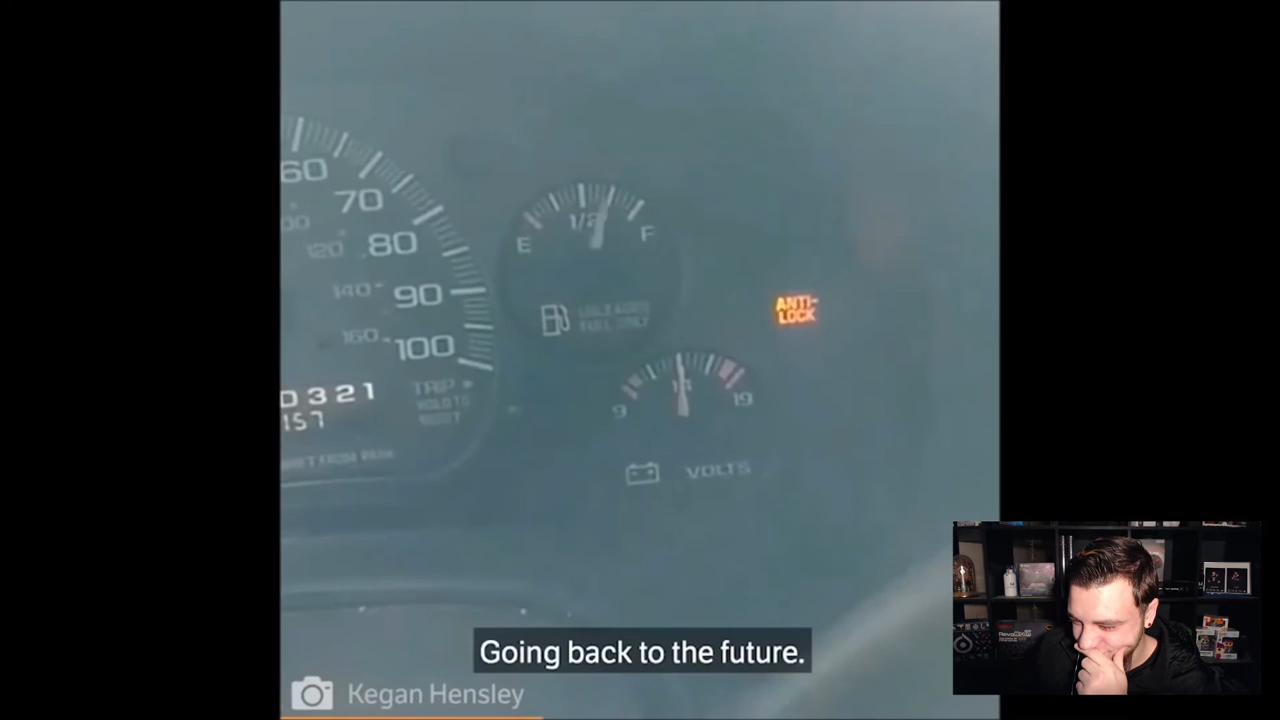 60
70
80
120
140
90
160
100
0321
157
TRIP
E
1/2
F
ANTI-
LOCK
9
14
19
VOLTS
Going back to the future.
Kegan Hensley